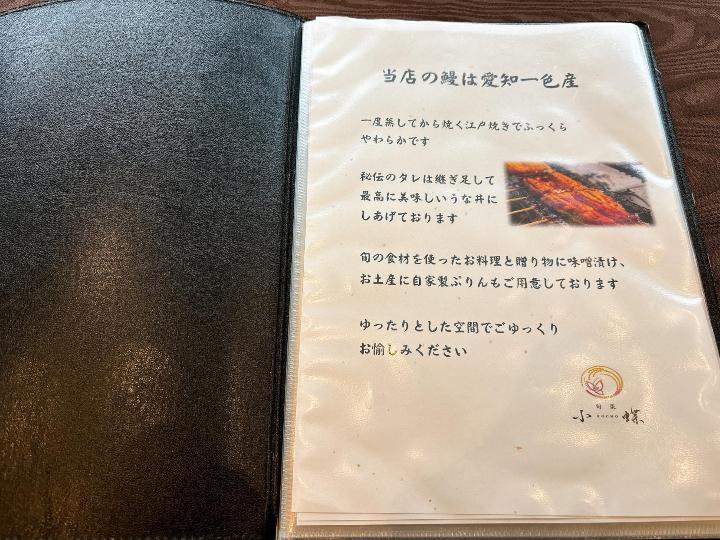 当店の鰻は愛知一色産
一度蒸してから焼く江戸焼きでふっくら
やわらかです
秘伝のタレは継ぎ足して
最高に美味しいうな丼に
しあげております
旬の食材を使ったお料理と贈り物に味噌漬け、
お土産に自家製ぷりんもご用意しております
ゆったりとした空間でごゆっくり
お愉しみください
旬菜
小蝶